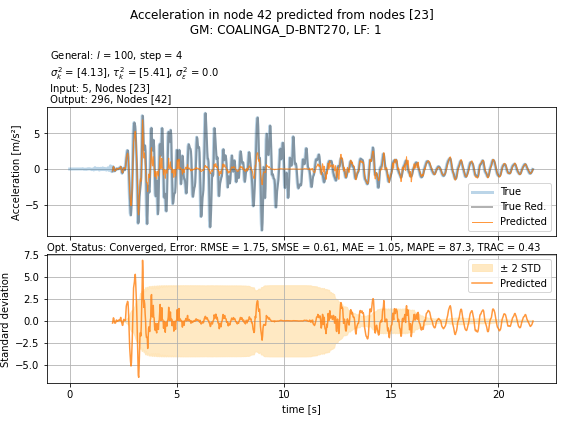 Acceleration in node 42 predicted from nodes [23]
GM: COALINGA_D-BNT270, LF: 1
General: l = 100, step = 4
σ²ₖ = [4.13], τ²ₖ = [5.41], σ²ε = 0.0
Input: 5, Nodes [23]
Output: 296, Nodes [42]
Acceleration [m/s²]
5
0
−5
True
True Red.
Predicted
Opt. Status: Converged, Error: RMSE = 1.75, SMSE = 0.61, MAE = 1.05, MAPE = 87.3, TRAC = 0.43
Standard deviation
7.5
5.0
2.5
0.0
−2.5
−5.0
± 2 STD
Predicted
0 5 10 15 20
time [s]